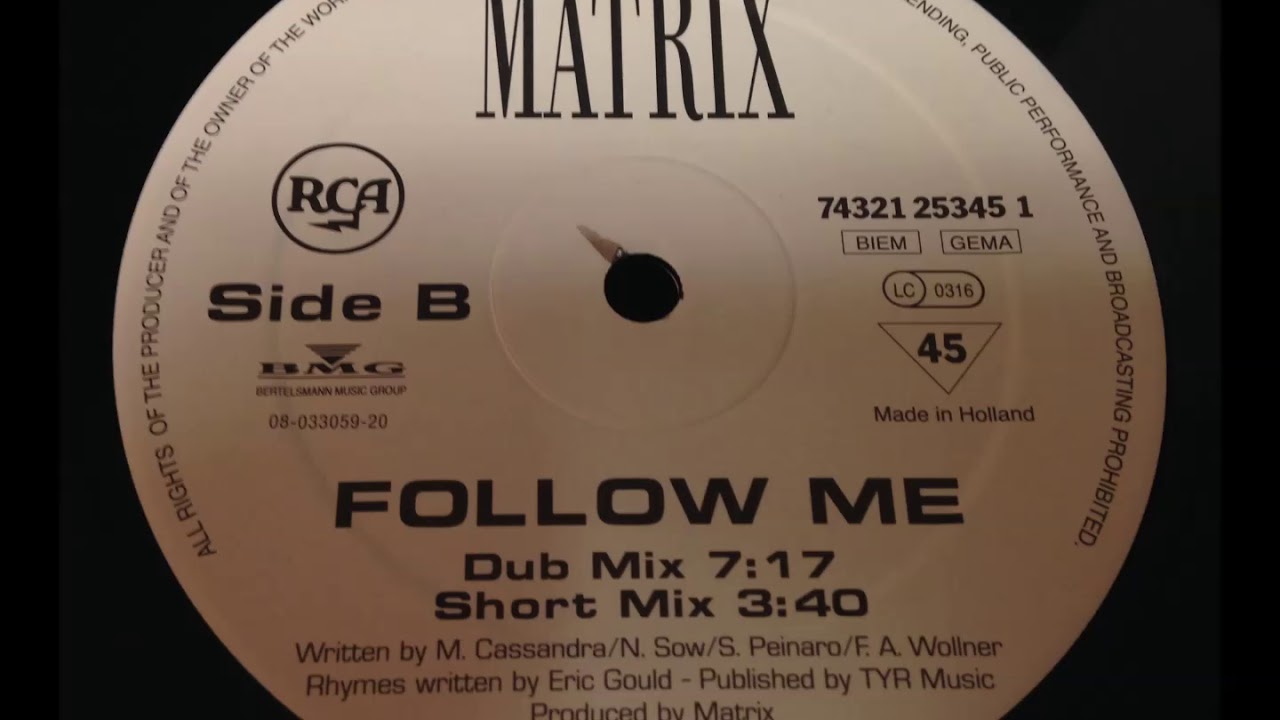 MATRIX
ALL RIGHTS OF THE PRODUCER AND OF THE OWNER OF THE
ENDING, PUBLIC PERFORMANCE AND BROADCASTING PROHIBITED.
RCA
Side B
BMG
BERTELSMANN MUSIC GROUP
08-033059-20
74321 25345 1
BIEM GEMA
LC 0316
45
Made in Holland
FOLLOW ME
Dub Mix 7:17
Short Mix 3:40
Written by M. Cassandra/N. Sow/S. Peinaro/F. A. Wollner
Rhymes written by Eric Gould - Published by TYR Music
Produced by Matrix